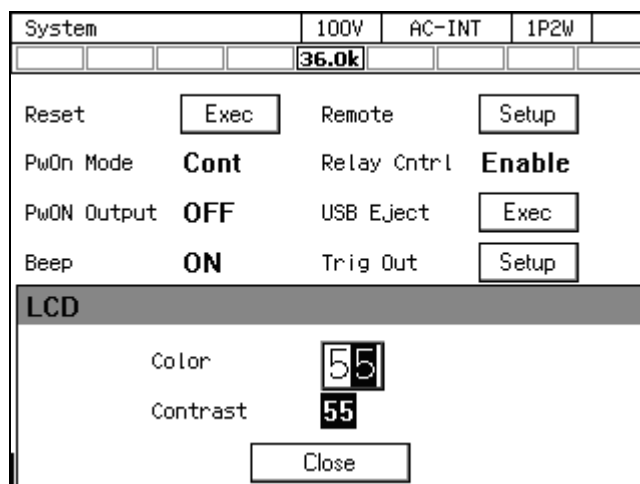 System 100V AC-INT 1P2W
36.0k
Reset Exec Remote Setup
PwOn Mode Cont Relay Cntrl Enable
PwON Output OFF USB Eject Exec
Beep ON Trig Out Setup
LCD
Color 55
Contrast 55
Close